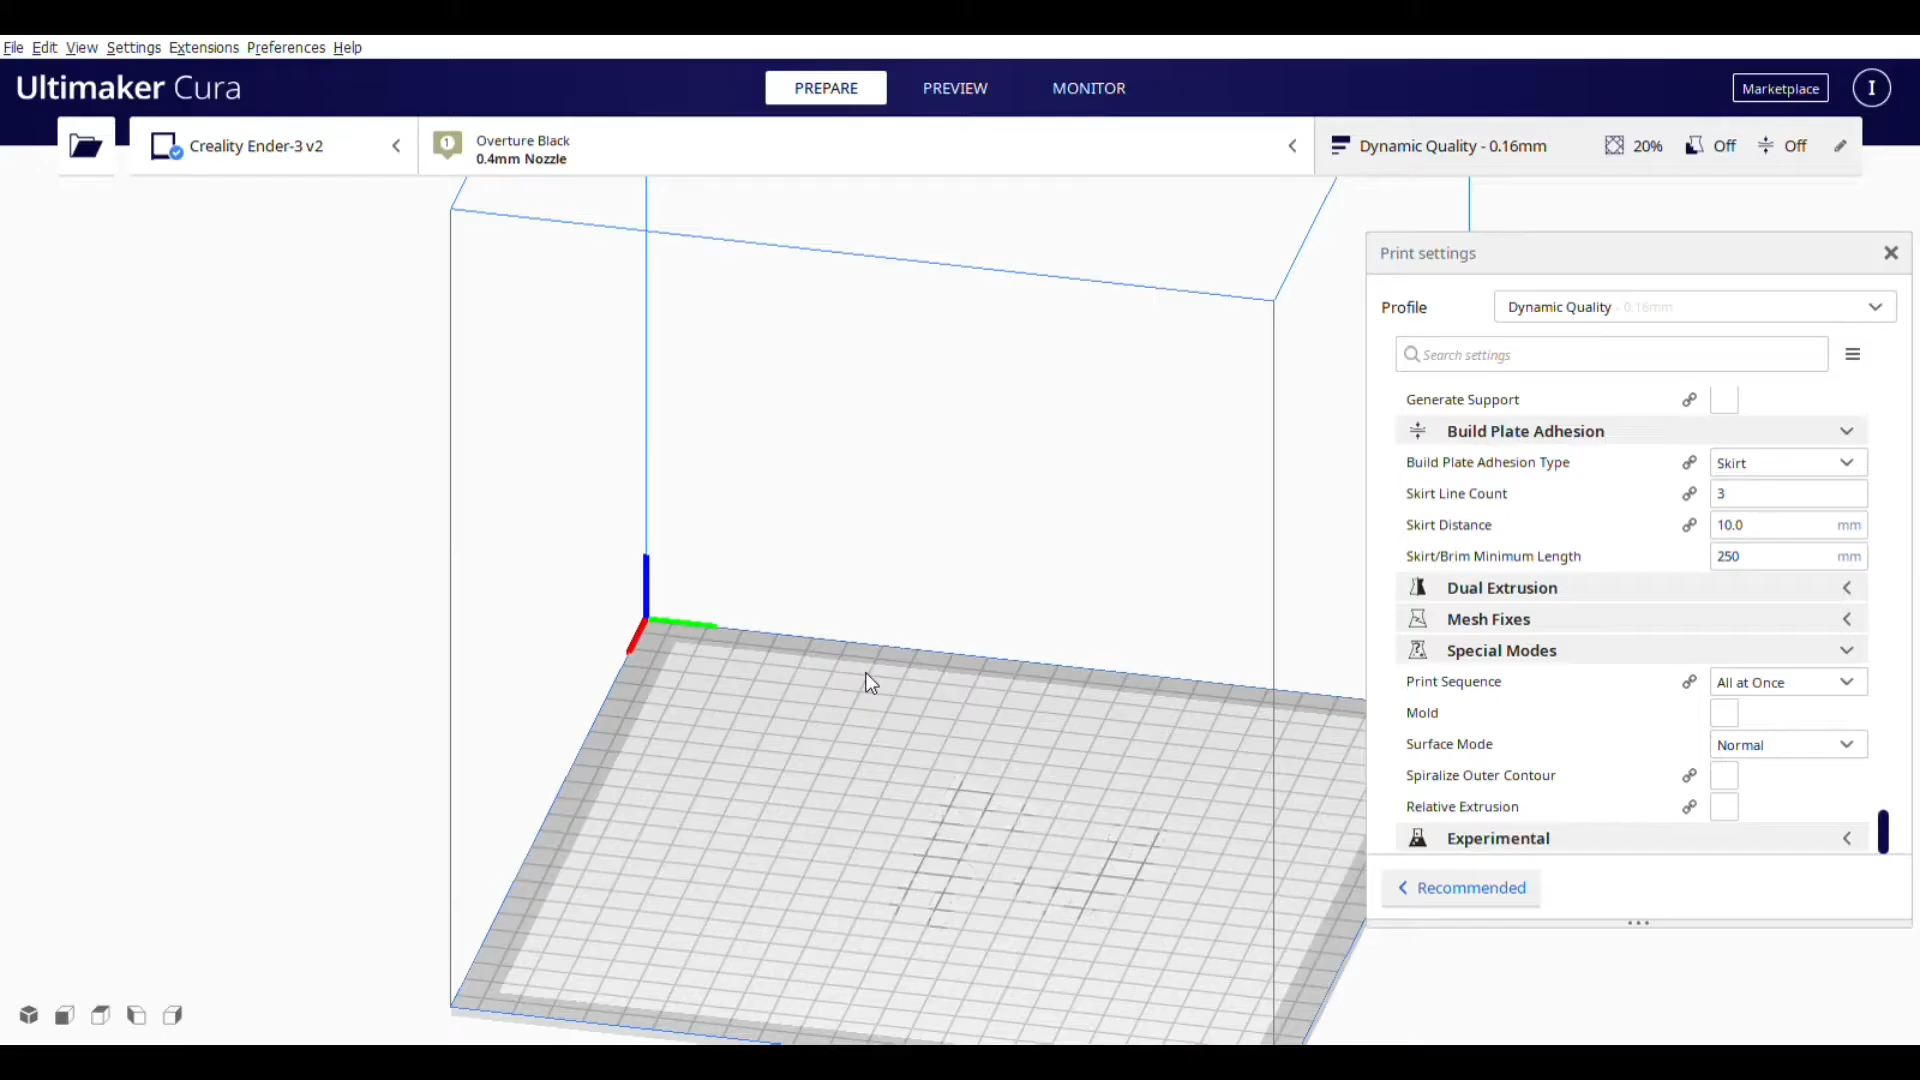 File Edit View Settings Extensions Preferences Help
Ultimaker Cura
PREPARE PREVIEW MONITOR
Marketplace I
Creality Ender-3 v2
1 Overture Black
0.4mm Nozzle
Dynamic Quality - 0.16mm 20% Off Off
Print settings
Profile Dynamic Quality - 0.16mm
Search settings
Generate Support
Build Plate Adhesion
Build Plate Adhesion Type Skirt
Skirt Line Count 3
Skirt Distance 10.0 mm
Skirt/Brim Minimum Length 250 mm
Dual Extrusion
Mesh Fixes
Special Modes
Print Sequence All at Once
Mold
Surface Mode Normal
Spiralize Outer Contour
Relative Extrusion
Experimental
Recommended